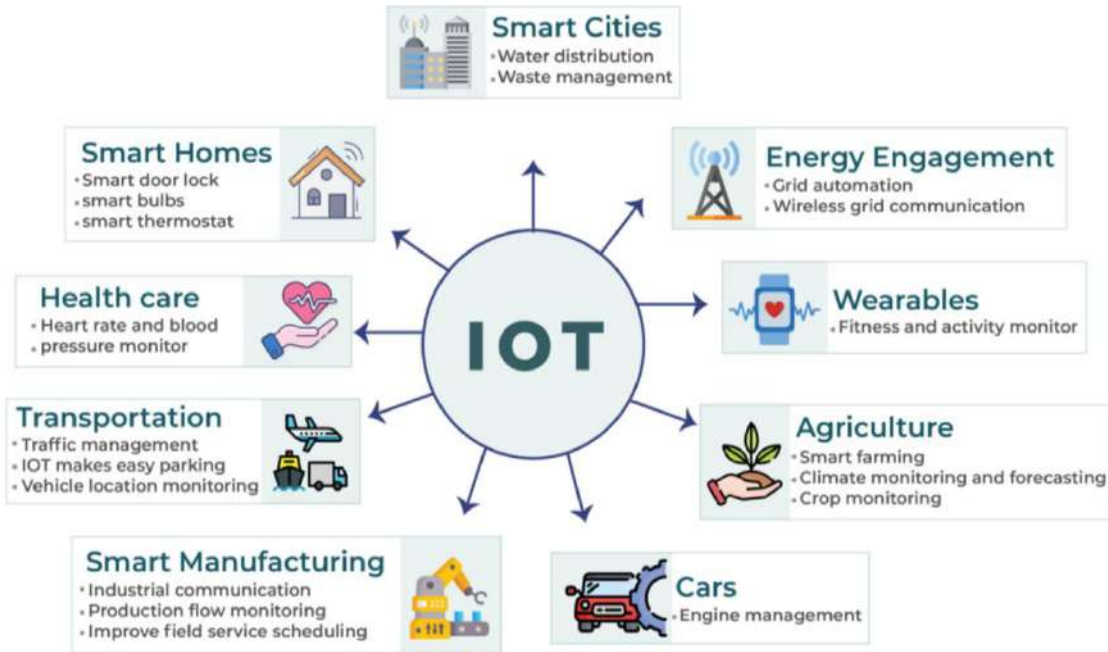 Smart Cities
• Water distribution
• Waste management
Smart Homes
• Smart door lock
• smart bulbs
• smart thermostat
Energy Engagement
• Grid automation
• Wireless grid communication
Health care
• Heart rate and blood
• pressure monitor
IOT
Wearables
• Fitness and activity monitor
Transportation
• Traffic management
• IOT makes easy parking
• Vehicle location monitoring
Agriculture
• Smart farming
• Climate monitoring and forecasting
• Crop monitoring
Smart Manufacturing
• Industrial communication
• Production flow monitoring
• Improve field service scheduling
Cars
• Engine management